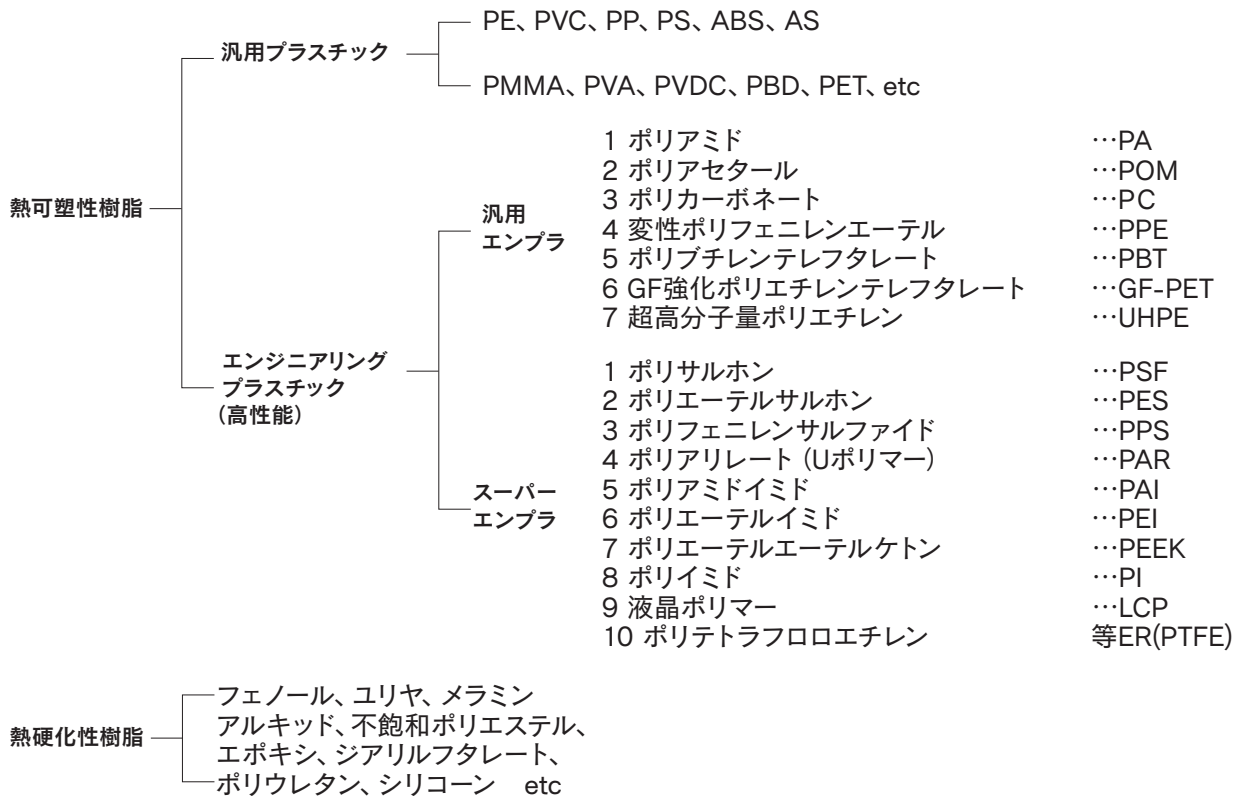 熱可塑性樹脂
汎用プラスチック
PE、PVC、PP、PS、ABS、AS
PMMA、PVA、PVDC、PBD、PET、etc
エンジニアリング
プラスチック
(高性能)
汎用
エンプラ
1 ポリアミド …PA
2 ポリアセタール …POM
3 ポリカーボネート …PC
4 変性ポリフェニレンエーテル …PPE
5 ポリブチレンテレフタレート …PBT
6 GF強化ポリエチレンテレフタレート …GF-PET
7 超高分子量ポリエチレン …UHPE
スーパー
エンプラ
1 ポリサルホン …PSF
2 ポリエーテルサルホン …PES
3 ポリフェニレンサルファイド …PPS
4 ポリアリレート(Uポリマー) …PAR
5 ポリアミドイミド …PAI
6 ポリエーテルイミド …PEI
7 ポリエーテルエーテルケトン …PEEK
8 ポリイミド …PI
9 液晶ポリマー …LCP
10 ポリテトラフロロエチレン 等ER(PTFE)
熱硬化性樹脂
フェノール、ユリヤ、メラミン
アルキッド、不飽和ポリエステル、
エポキシ、ジアリルフタレート、
ポリウレタン、シリコーン etc